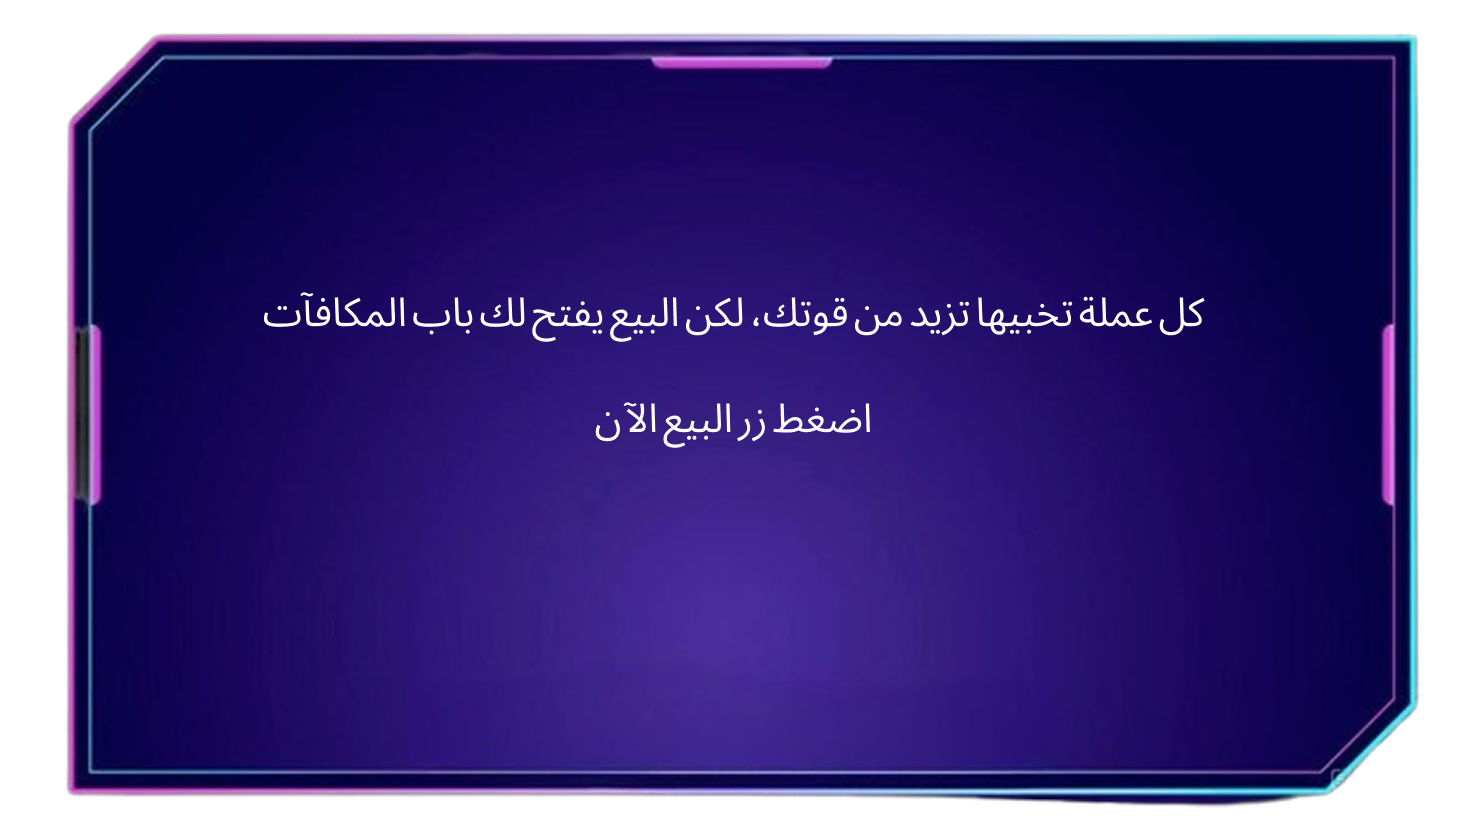 كل عملة تخبيها تزيد من قوتك، لكن البيع يفتح لك باب المكافآت
اضغط زر البيع الآن